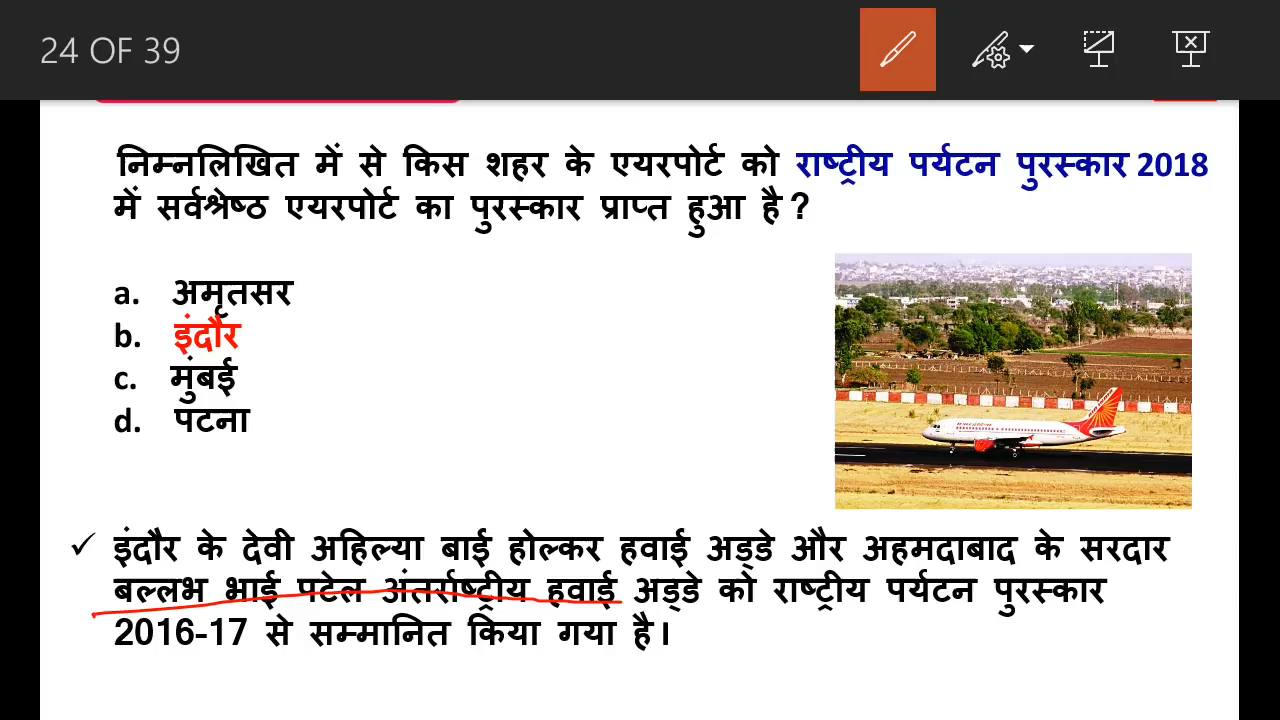 24 OF 39
निम्नलिखित में से किस शहर के एयरपोर्ट को राष्ट्रीय पर्यटन पुरस्कार 2018
में सर्वश्रेष्ठ एयरपोर्ट का पुरस्कार प्राप्त हुआ है ?
a. अमृतसर
b. इंदौर
c. मुंबई
d. पटना
✓ इंदौर के देवी अहिल्या बाई होल्कर हवाई अड्डे और अहमदाबाद के सरदार
बल्लभ भाई पटेल अंतर्राष्ट्रीय हवाई अड्डे को राष्ट्रीय पर्यटन पुरस्कार
2016-17 से सम्मानित किया गया है।